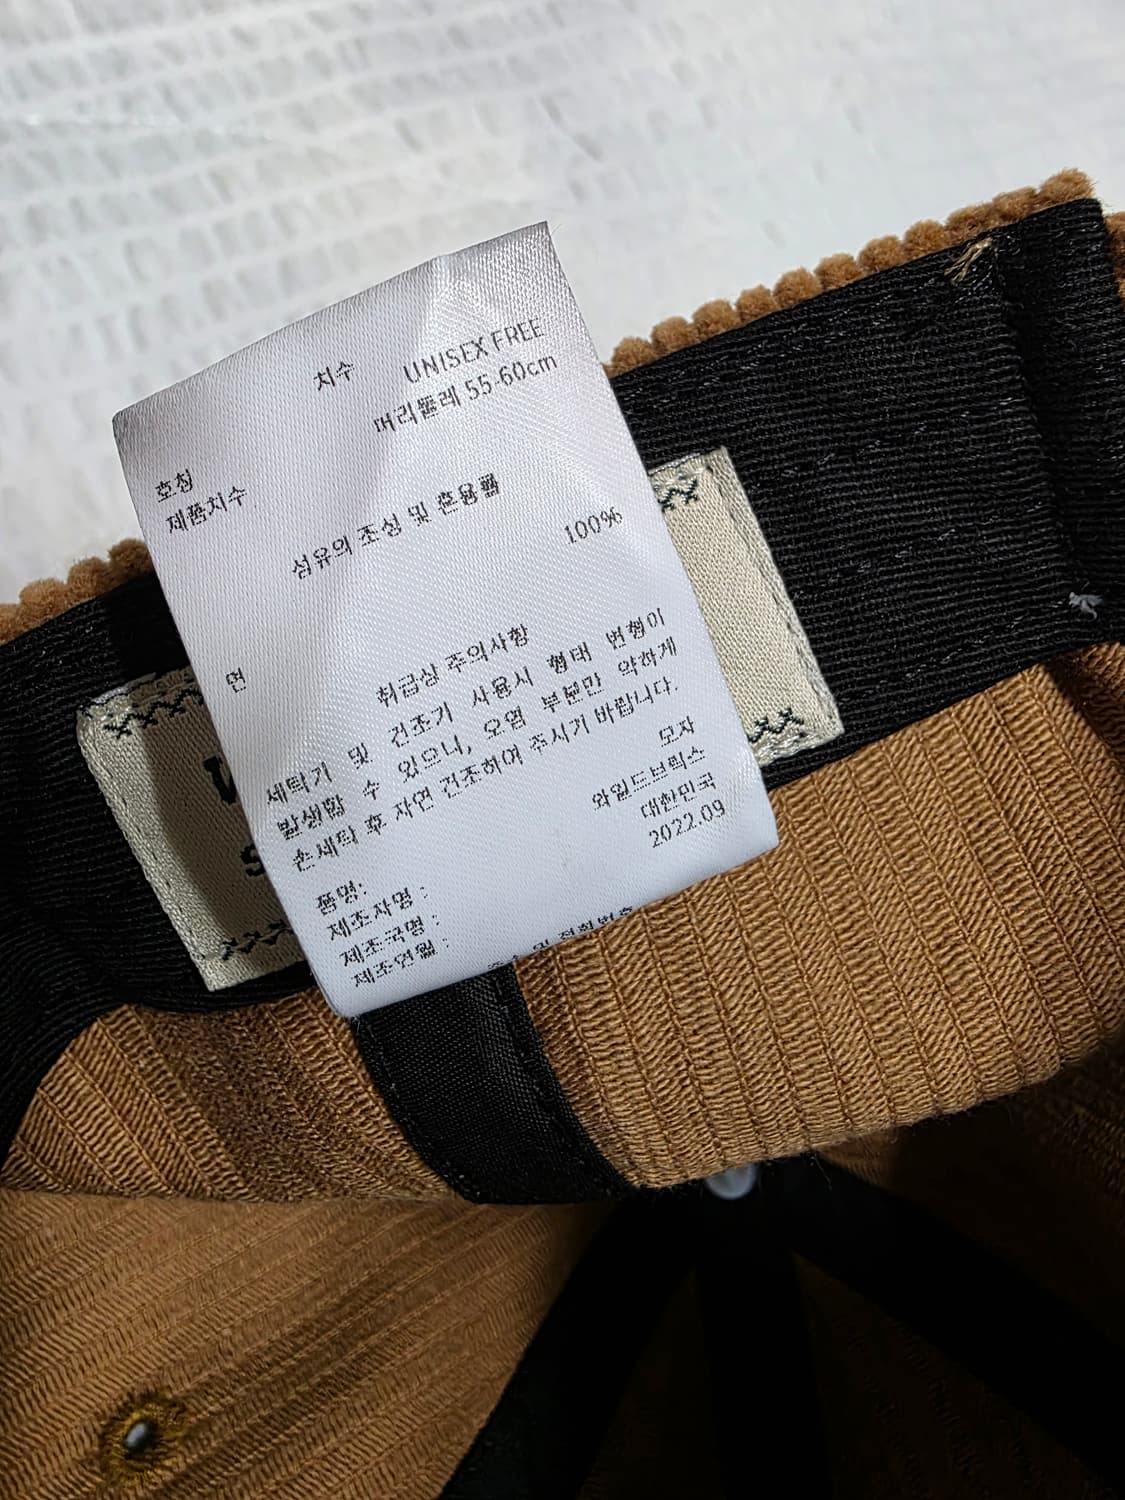 치수
호칭 UNISEX FREE
제품치수 머리둘레 55-60cm
섬유의 조성 및 혼용률
면 100%
취급상 주의사항
세탁기 및 건조기 사용시 형태 변형이
발생할 수 있으니, 오염 부분만 약하게
손세탁 후 자연 건조하여 주시기 바랍니다.
품명: 모자
제조자명 : 와일드브릭스
제조국명 : 대한민국
제조연월 : 2022.09